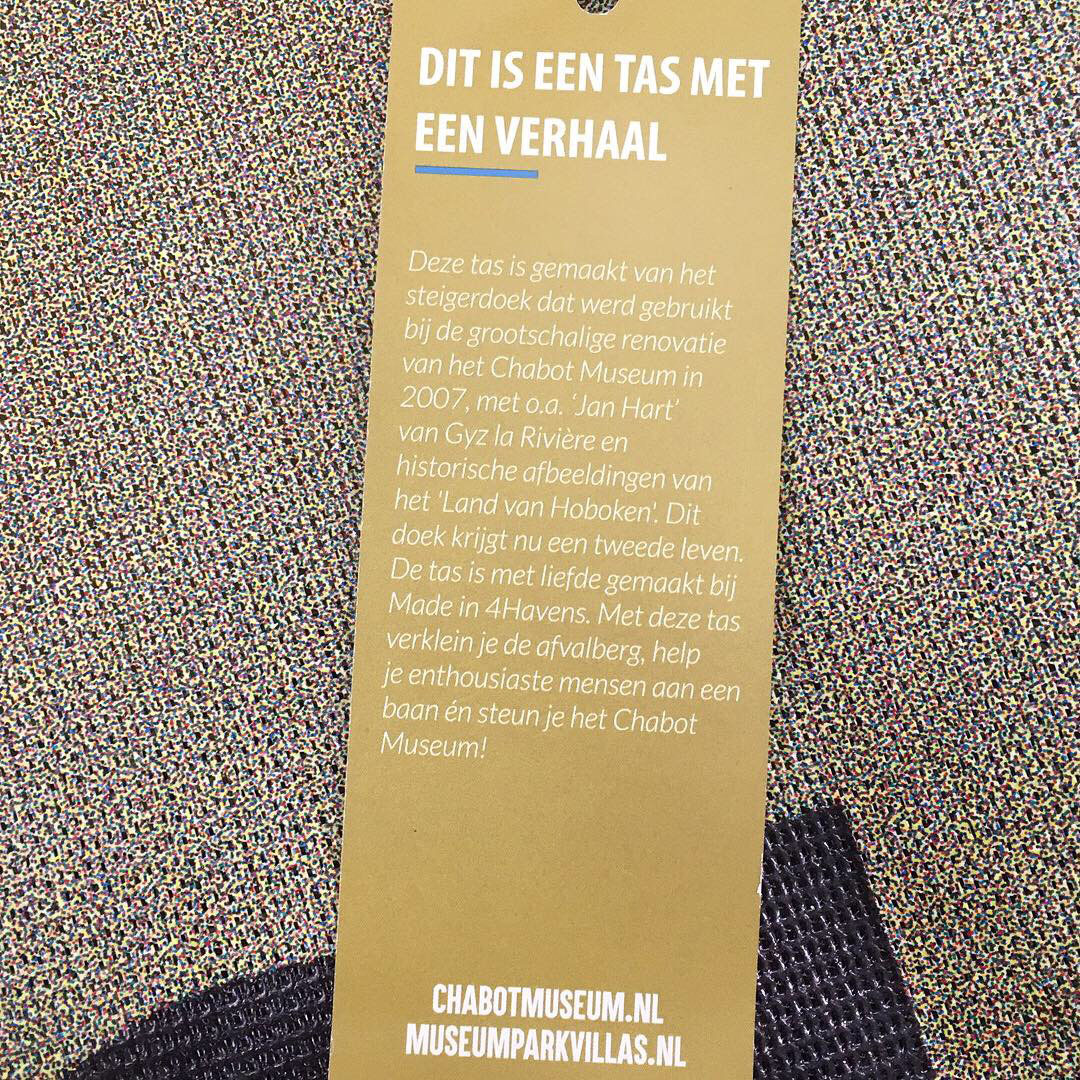 DIT IS EEN TAS MET
EEN VERHAAL
Deze tas is gemaakt van het
steigerdoek dat werd gebruikt
bij de grootschalige renovatie
van het Chabot Museum in
2007, met o.a. ‘Jan Hart’
van Gyz la Rivière en
historische afbeeldingen van
het 'Land van Hoboken'. Dit
doek krijgt nu een tweede leven.
De tas is met liefde gemaakt bij
Made in 4Havens. Met deze tas
verklein je de afvalberg, help
je enthousiaste mensen aan een
baan én steun je het Chabot
Museum!
CHABOTMUSEUM.NL
MUSEUMPARKVILLAS.NL